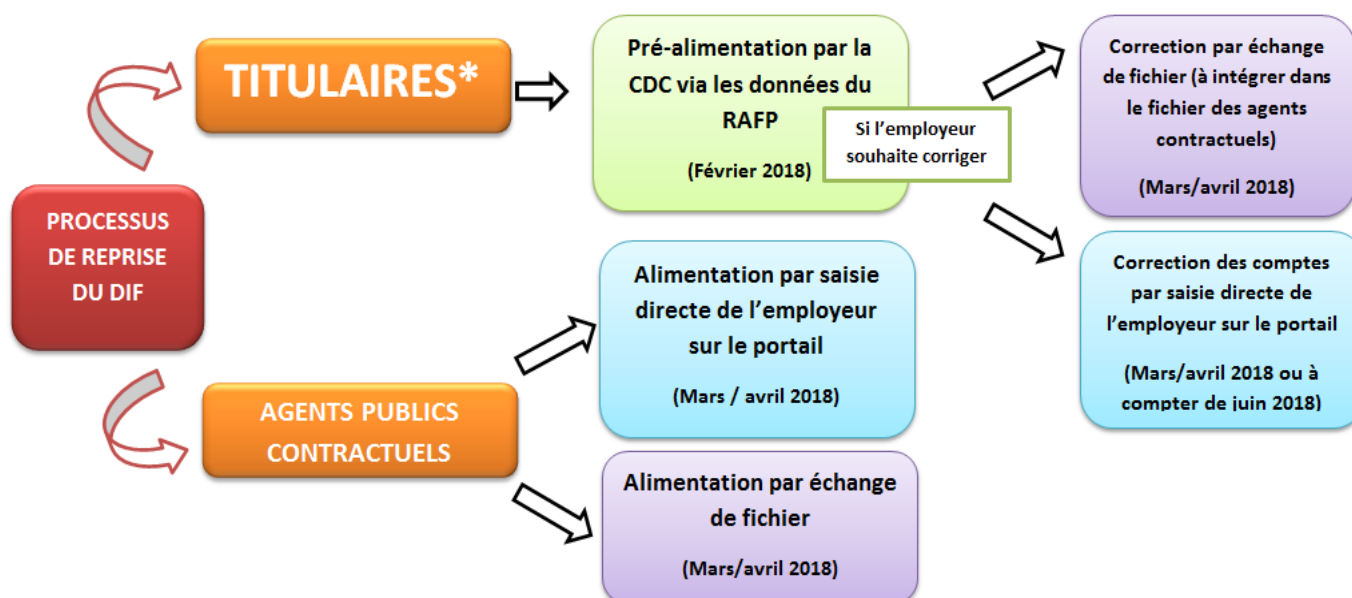 PROCESSUS
DE REPRISE
DU DIF
TITULAIRES*
Pré-alimentation par la
CDC via les données du
RAFP
(Février 2018)
Si l’employeur
souhaite corriger
Correction par échange
de fichier (à intégrer dans
le fichier des agents
contractuels)
(Mars/avril 2018)
Correction des comptes
par saisie directe de
l’employeur sur le portail
(Mars/avril 2018 ou à
compter de juin 2018)
AGENTS PUBLICS
CONTRACTUELS
Alimentation par saisie
directe de l’employeur
sur le portail
(Mars / avril 2018)
Alimentation par échange
de fichier
(Mars/avril 2018)